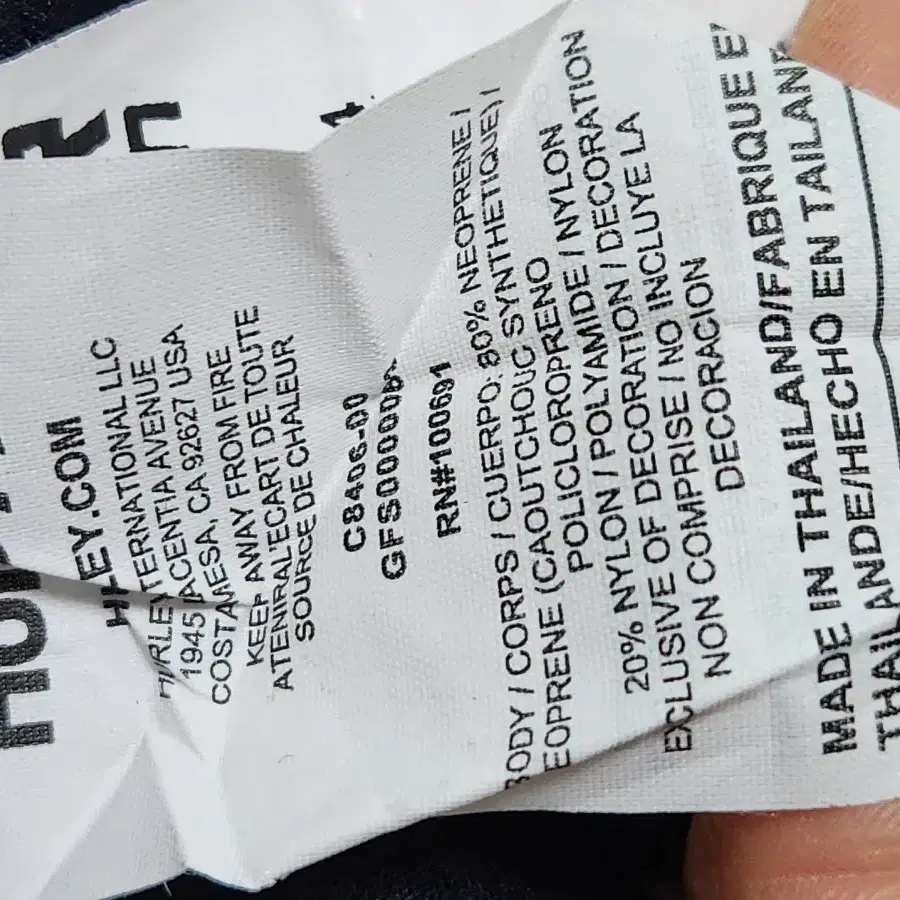 HURLEY.COM
HURLEY INTERNATIONAL LLC
1945 PLACENTIA AVENUE
COSTA MESA, CA 92627 USA
KEEP AWAY FROM FIRE
A TENIR A L'ECART DE TOUTE
SOURCE DE CHALEUR
C8406-00
RN#100691
BODY / CORPS / CUERPO: 80% NEOPRENE /
EOPRENE (CAOUTCHOUC SYNTHETIQUE) /
POLICLOROPRENO
20% NYLON / POLYAMIDE / NYLON
EXCLUSIVE OF DECORATION / DECORATION
NON COMPRISE / NO INCLUYE LA
DECORACION
MADE IN THAILAND/FABRIQUE E
THAILANDE/HECHO EN TAILAND